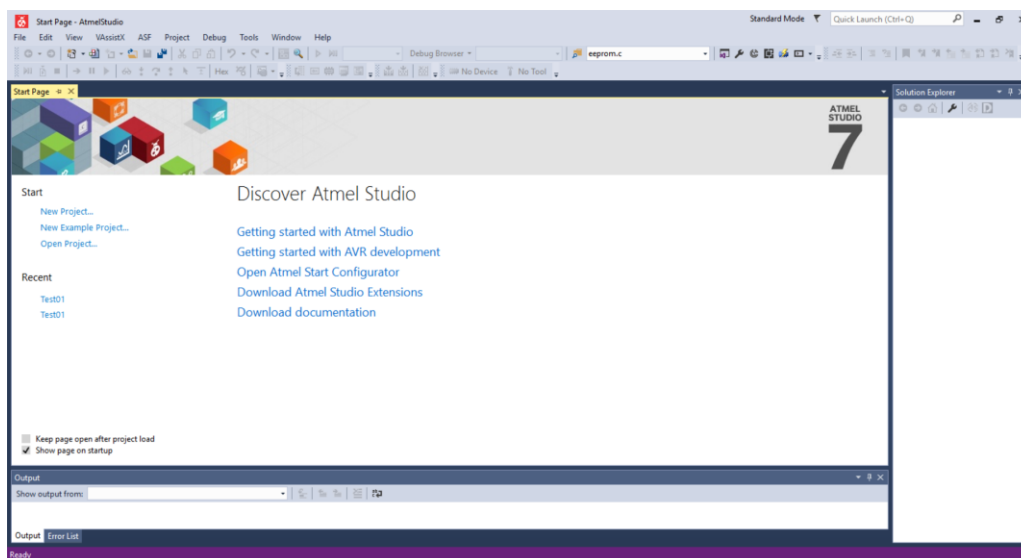 Start Page - AtmelStudio
Standard Mode
Quick Launch (Ctrl+Q)
File Edit View VAssistX ASF Project Debug Tools Window Help
Debug Browser
eeprom.c
Hex
No Device
No Tool
Start Page
Solution Explorer
ATMEL
STUDIO
7
Start
New Project...
New Example Project...
Open Project...
Recent
Test01
Test01
Discover Atmel Studio
Getting started with Atmel Studio
Getting started with AVR development
Open Atmel Start Configurator
Download Atmel Studio Extensions
Download documentation
Keep page open after project load
Show page on startup
Output
Show output from:
Output Error List
Ready